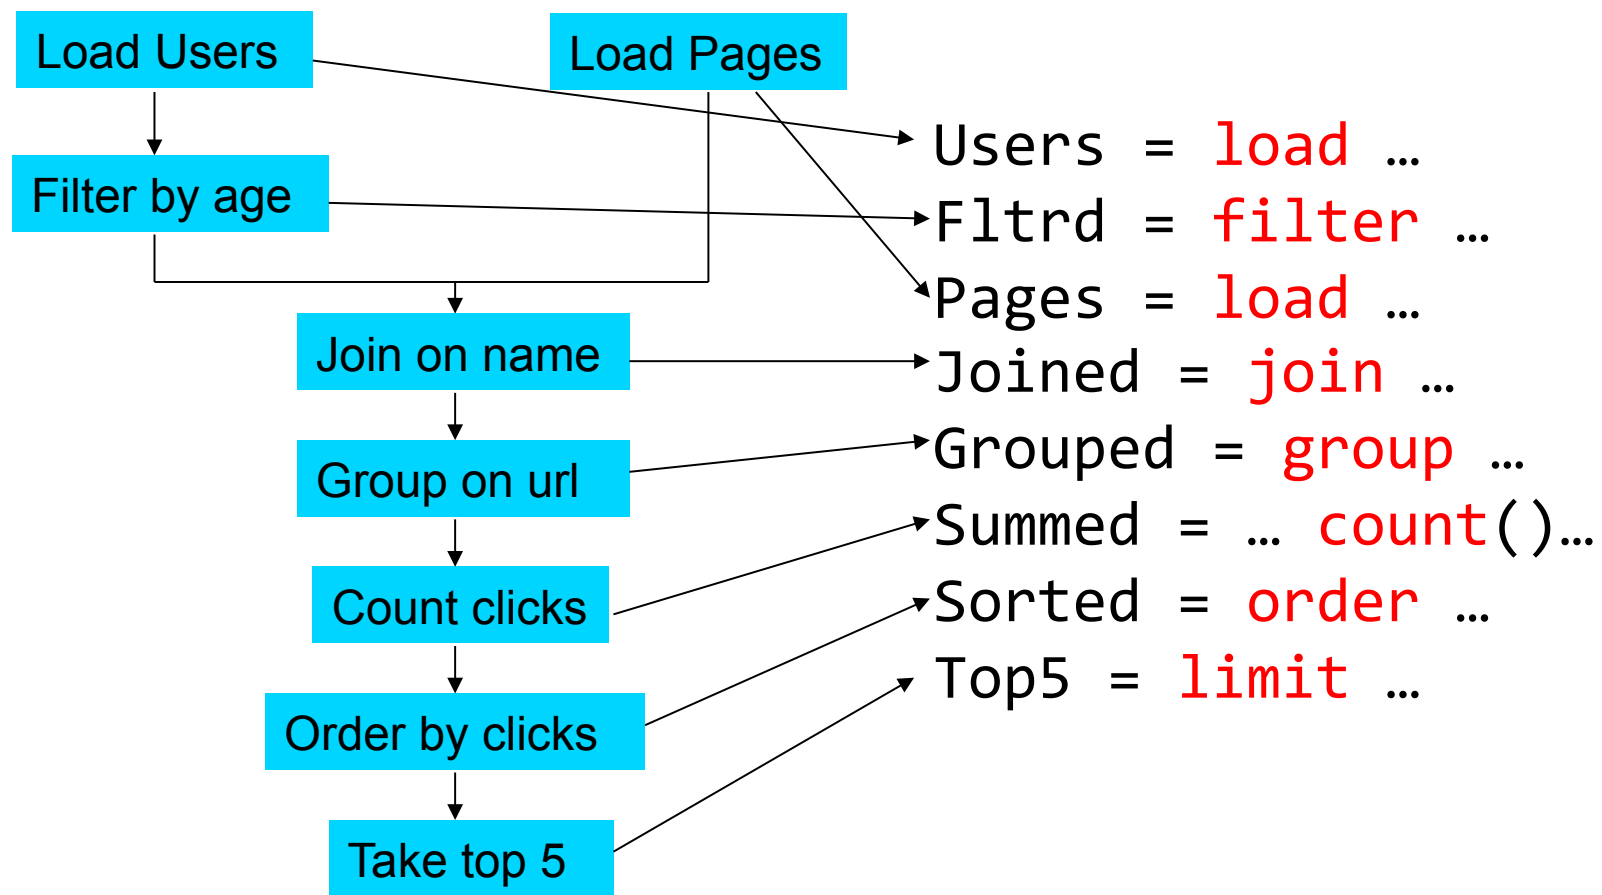 Load Users
Load Pages
Filter by age
Join on name
Group on url
Count clicks
Order by clicks
Take top 5
Users = load …
Fltrd = filter …
Pages = load …
Joined = join …
Grouped = group …
Summed = … count()…
Sorted = order …
Top5 = limit …